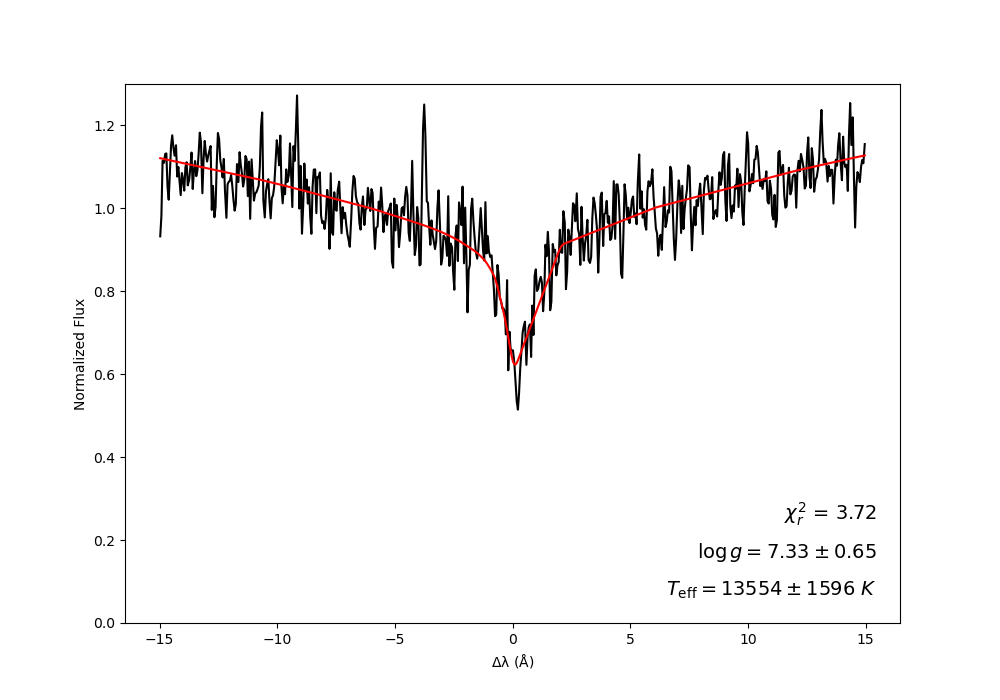 1.2
1.0
0.8
0.6
0.4
0.2
0.0
Normalized Flux
χ²ᵣ = 3.72
log g = 7.33 ± 0.65
T_eff = 13554 ± 1596 K
−15 −10 −5 0 5 10 15
Δλ (Å)